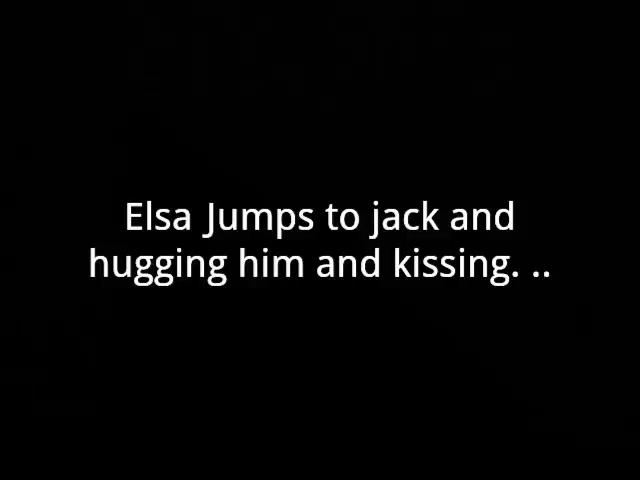 Elsa Jumps to jack and
hugging him and kissing. ..